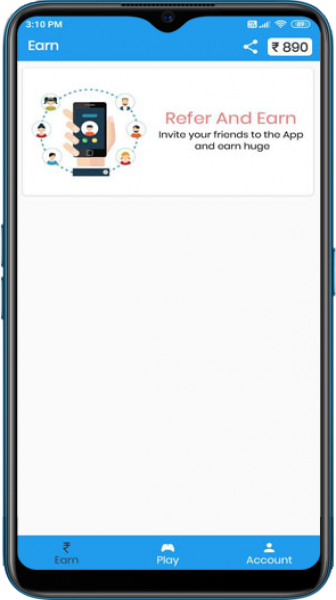 3:10 PM 89
Earn ₹ 890
Refer And Earn
Invite your friends to the App
and earn huge
₹
Earn Play Account